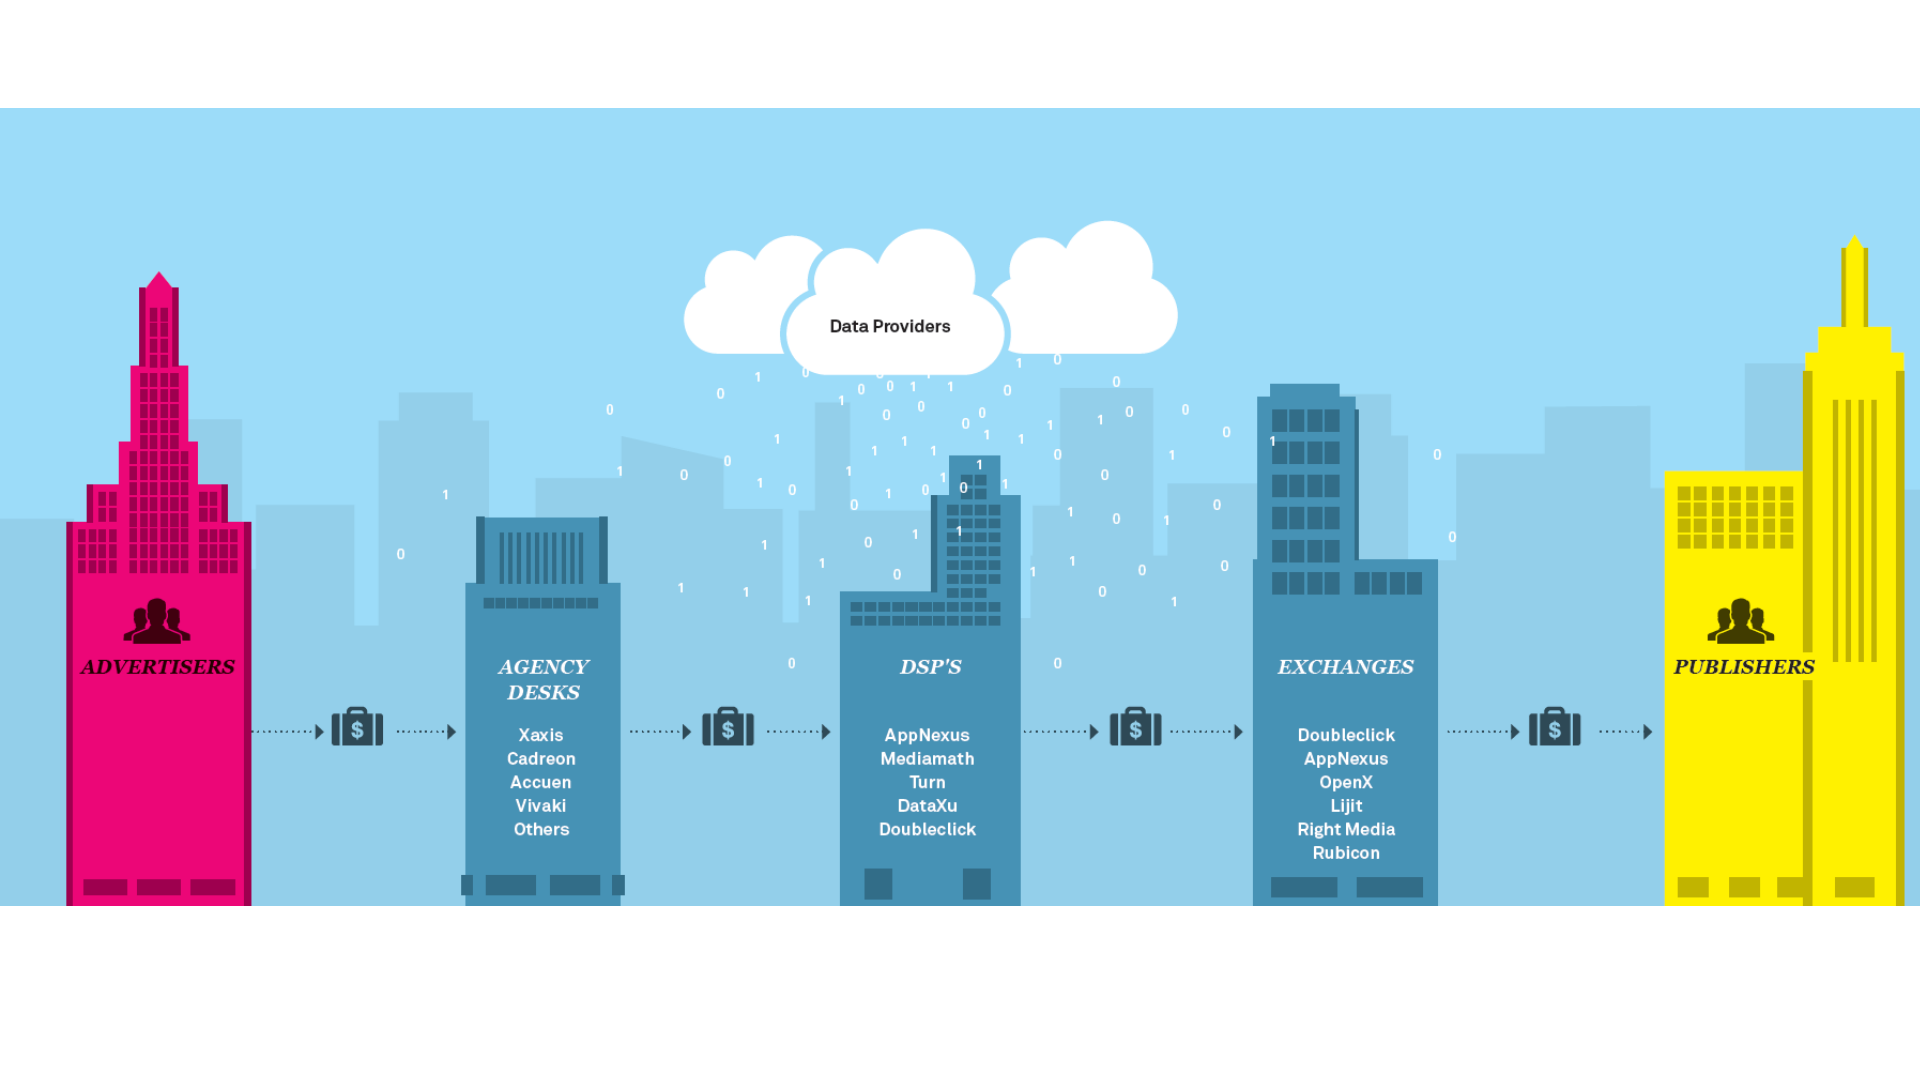 Data Providers
ADVERTISERS
$
AGENCY
DESKS
Xaxis
Cadreon
Accuen
Vivaki
Others
$
DSP'S
AppNexus
Mediamath
Turn
DataXu
Doubleclick
$
EXCHANGES
Doubleclick
AppNexus
OpenX
Lijit
Right Media
Rubicon
$
PUBLISHERS